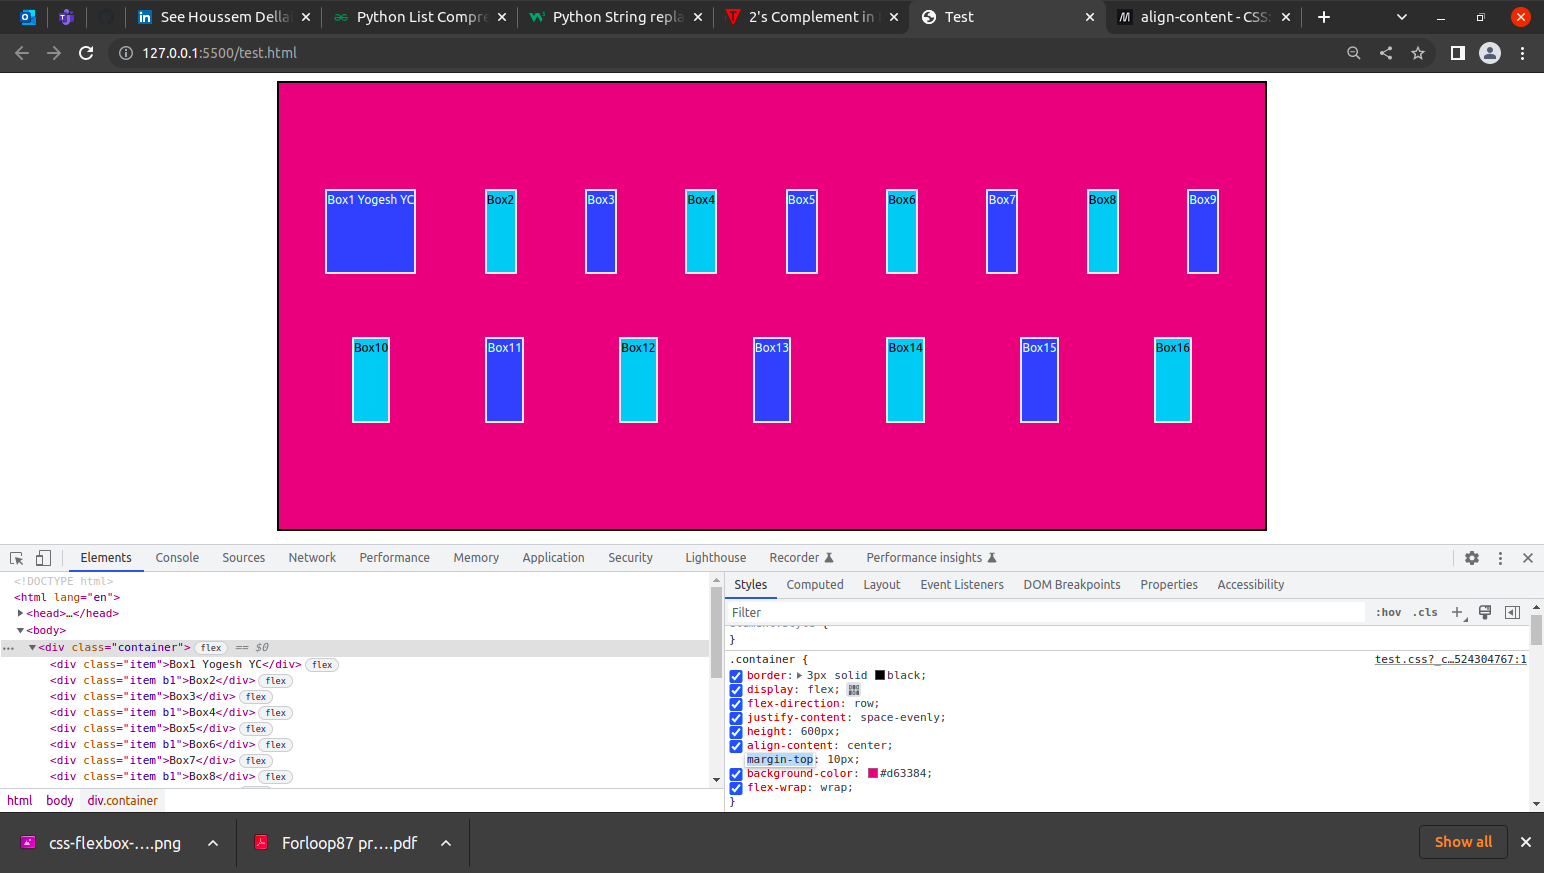 See Houssem Della
Python List Compre
Python String repla
2's Complement in
Test
align-content - CSS
127.0.0.1:5500/test.html
Box1 Yogesh YC
Box2
Box3
Box4
Box5
Box6
Box7
Box8
Box9
Box10
Box11
Box12
Box13
Box14
Box15
Box16
Elements
Console
Sources
Network
Performance
Memory
Application
Security
Lighthouse
Recorder
Performance insights
<!DOCTYPE html>
<html lang="en">
<head>…</head>
<body>
<div class="container"> flex == $0
<div class="item">Box1 Yogesh YC</div> flex
<div class="item b1">Box2</div> flex
<div class="item">Box3</div> flex
<div class="item b1">Box4</div> flex
<div class="item">Box5</div> flex
<div class="item b1">Box6</div> flex
<div class="item">Box7</div> flex
<div class="item b1">Box8</div> flex
html body div.container
Styles
Computed
Layout
Event Listeners
DOM Breakpoints
Properties
Accessibility
Filter
:hov .cls
}
.container {
test.css?_c…524304767:1
border: 3px solid black;
display: flex;
flex-direction: row;
justify-content: space-evenly;
height: 600px;
align-content: center;
margin-top: 10px;
background-color: #d63384;
flex-wrap: wrap;
}
css-flexbox-....png
Forloop87 pr....pdf
Show all